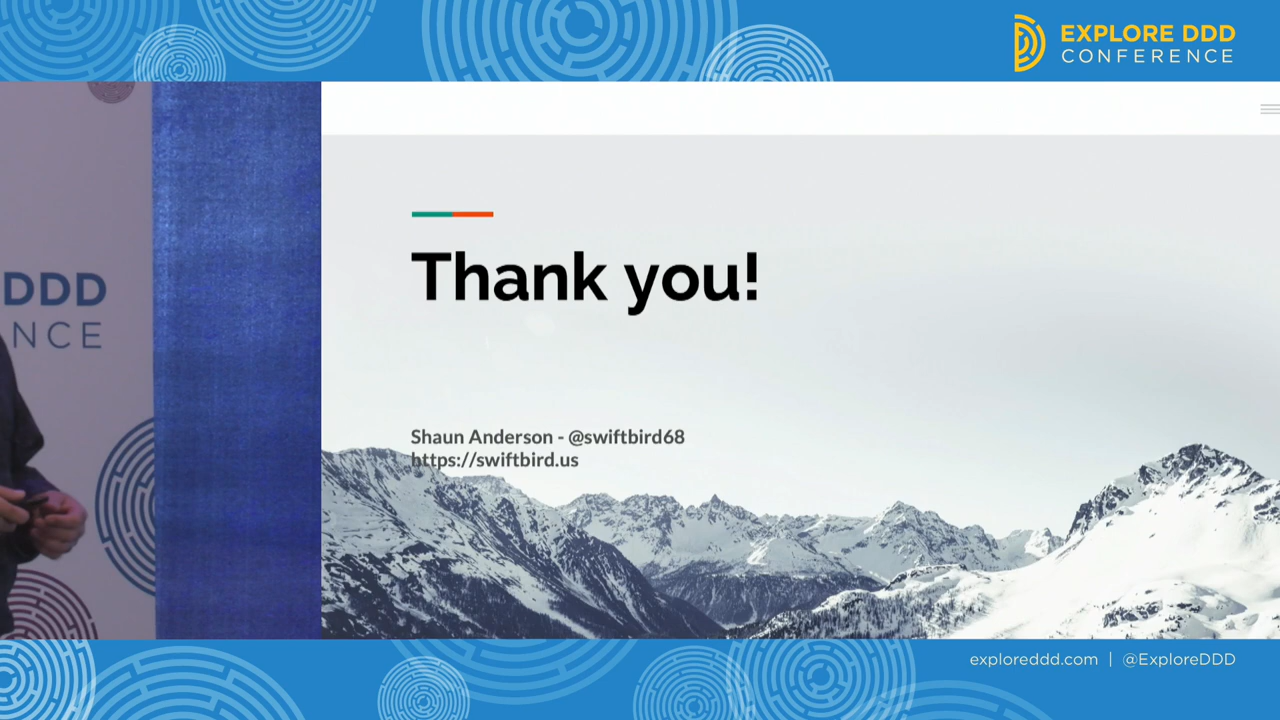 EXPLORE DDD
CONFERENCE
DDD
NCE
Thank you!
Shaun Anderson - @swiftbird68
https://swiftbird.us
exploreddd.com | @ExploreDDD